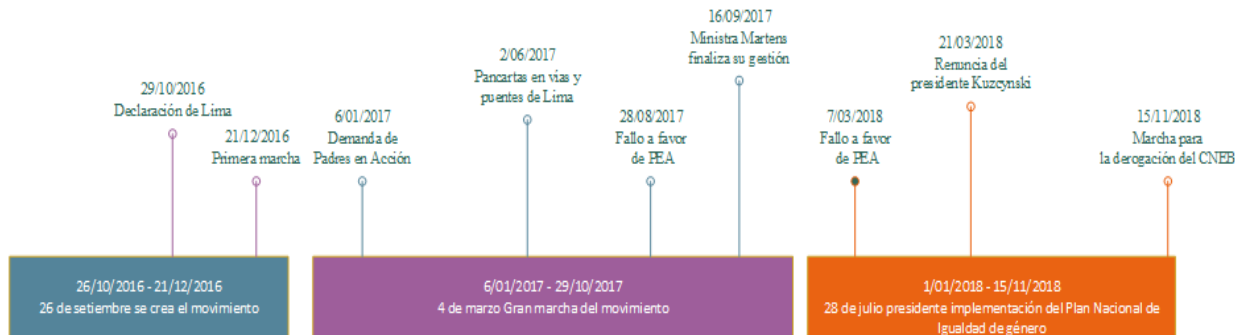 29/10/2016
Declaración de Lima
21/12/2016
Primera marcha
6/01/2017
Demanda de
Padres en Acción
2/06/2017
Pancartas en vías y
puentes de Lima
28/08/2017
Fallo a favor
de PEA
16/09/2017
Ministra Martens
finaliza su gestión
7/03/2018
Fallo a favor
de PEA
21/03/2018
Renuncia del
presidente Kuzcynski
15/11/2018
Marcha para
la derogación del CNEB
26/10/2016 - 21/12/2016
26 de setiembre se crea el movimiento
6/01/2017 - 29/10/2017
4 de marzo Gran marcha del movimiento
1/01/2018 - 15/11/2018
28 de julio presidente implementación del Plan Nacional de
Igualdad de género